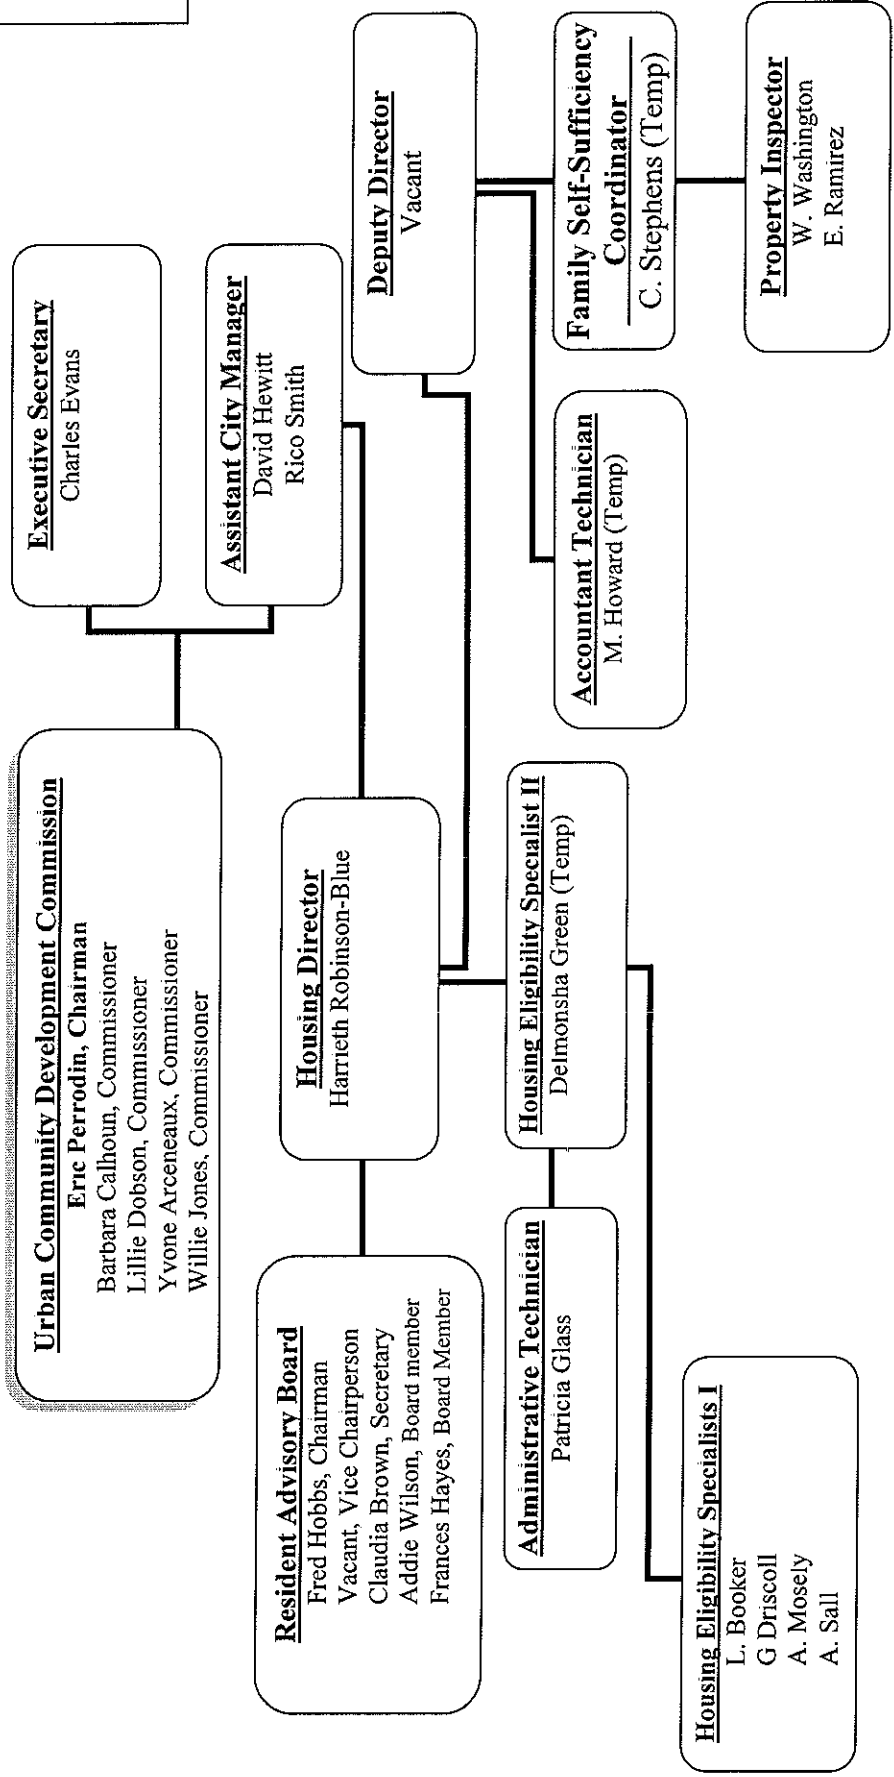 Urban Community Development Commission
Eric Perrodin, Chairman
Barbara Calhoun, Commissioner
Lillie Dobson, Commissioner
Yvone Arceneaux, Commissioner
Willie Jones, Commissioner
Executive Secretary
Charles Evans
Assistant City Manager
David Hewitt
Rico Smith
Resident Advisory Board
Fred Hobbs, Chairman
Vacant, Vice Chairperson
Claudia Brown, Secretary
Addie Wilson, Board member
Frances Hayes, Board Member
Housing Director
Harrieth Robinson-Blue
Deputy Director
Vacant
Administrative Technician
Patricia Glass
Housing Eligibility Specialist II
Delmonsha Green (Temp)
Accountant Technician
M. Howard (Temp)
Family Self-Sufficiency
Coordinator
C. Stephens (Temp)
Housing Eligibility Specialists I
L. Booker
G Driscoll
A. Mosely
A. Sall
Property Inspector
W. Washington
E. Ramirez